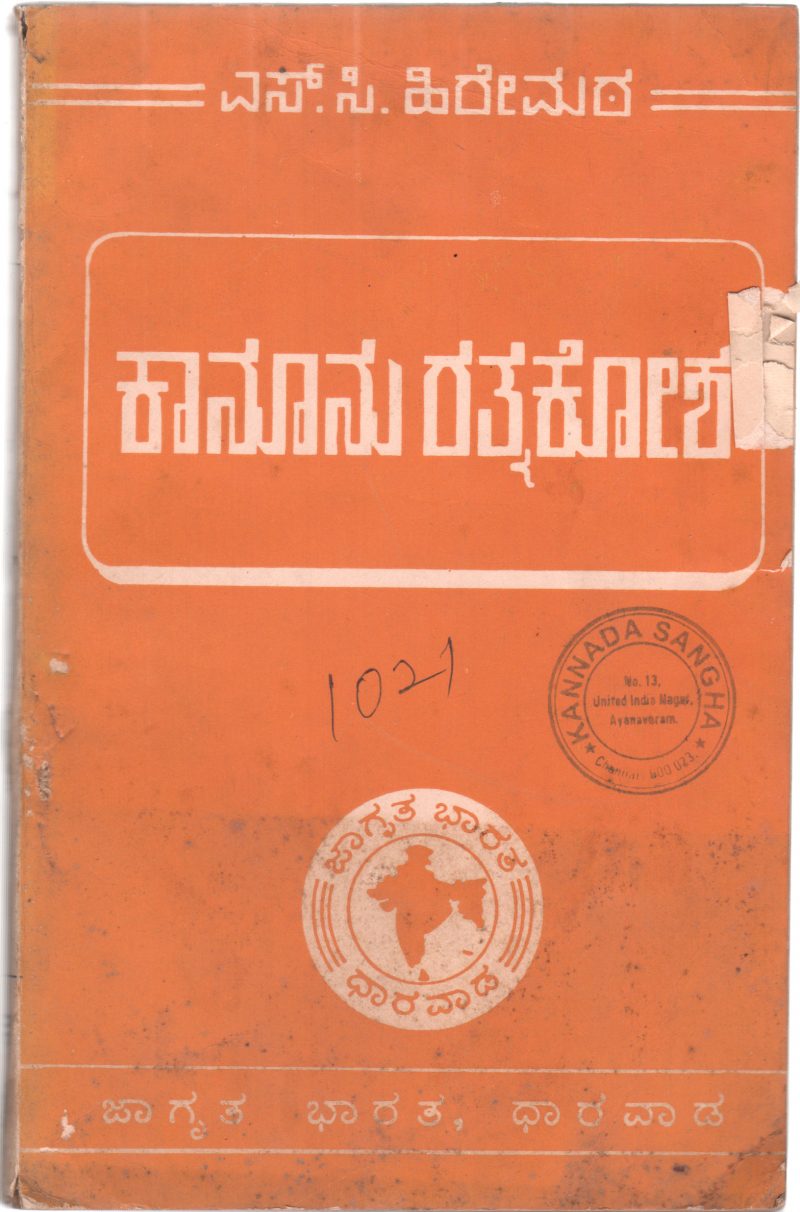 ಎಸ್. ಸಿ. ಹಿರೇಮಠ
ಕಾನೂನು ರತ್ನಕೋಶ
1021
KANNADA SANGHA
No. 13,
United India Nagar,
Ayanavaram.
Chennai. 600 023.
ಜಾಗೃತ ಭಾರತ
ಧಾರವಾಡ
ಜಾಗೃತ ಭಾರತ, ಧಾರವಾಡ